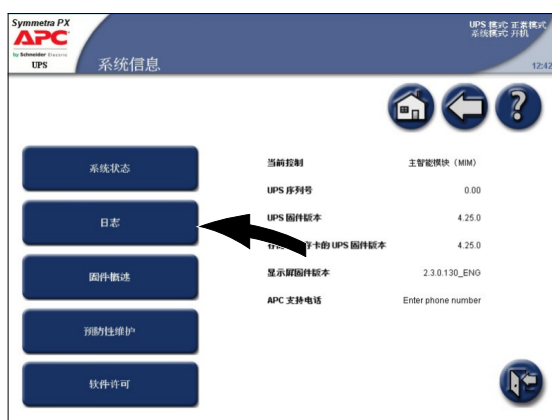 Symmetra PX
APC
by Schneider Electric
UPS
系统信息
UPS 模式 正常模式
系统模式 开机
12:42
?
系统状态
日志
固件概述
预防性维护
软件许可
当前控制 主智能模块（MIM）
UPS 序列号 0.00
UPS 固件版本 4.25.0
卡的 UPS 固件版本 4.25.0
显示屏固件版本 2.3.0.130_ENG
APC 支持电话 Enter phone number